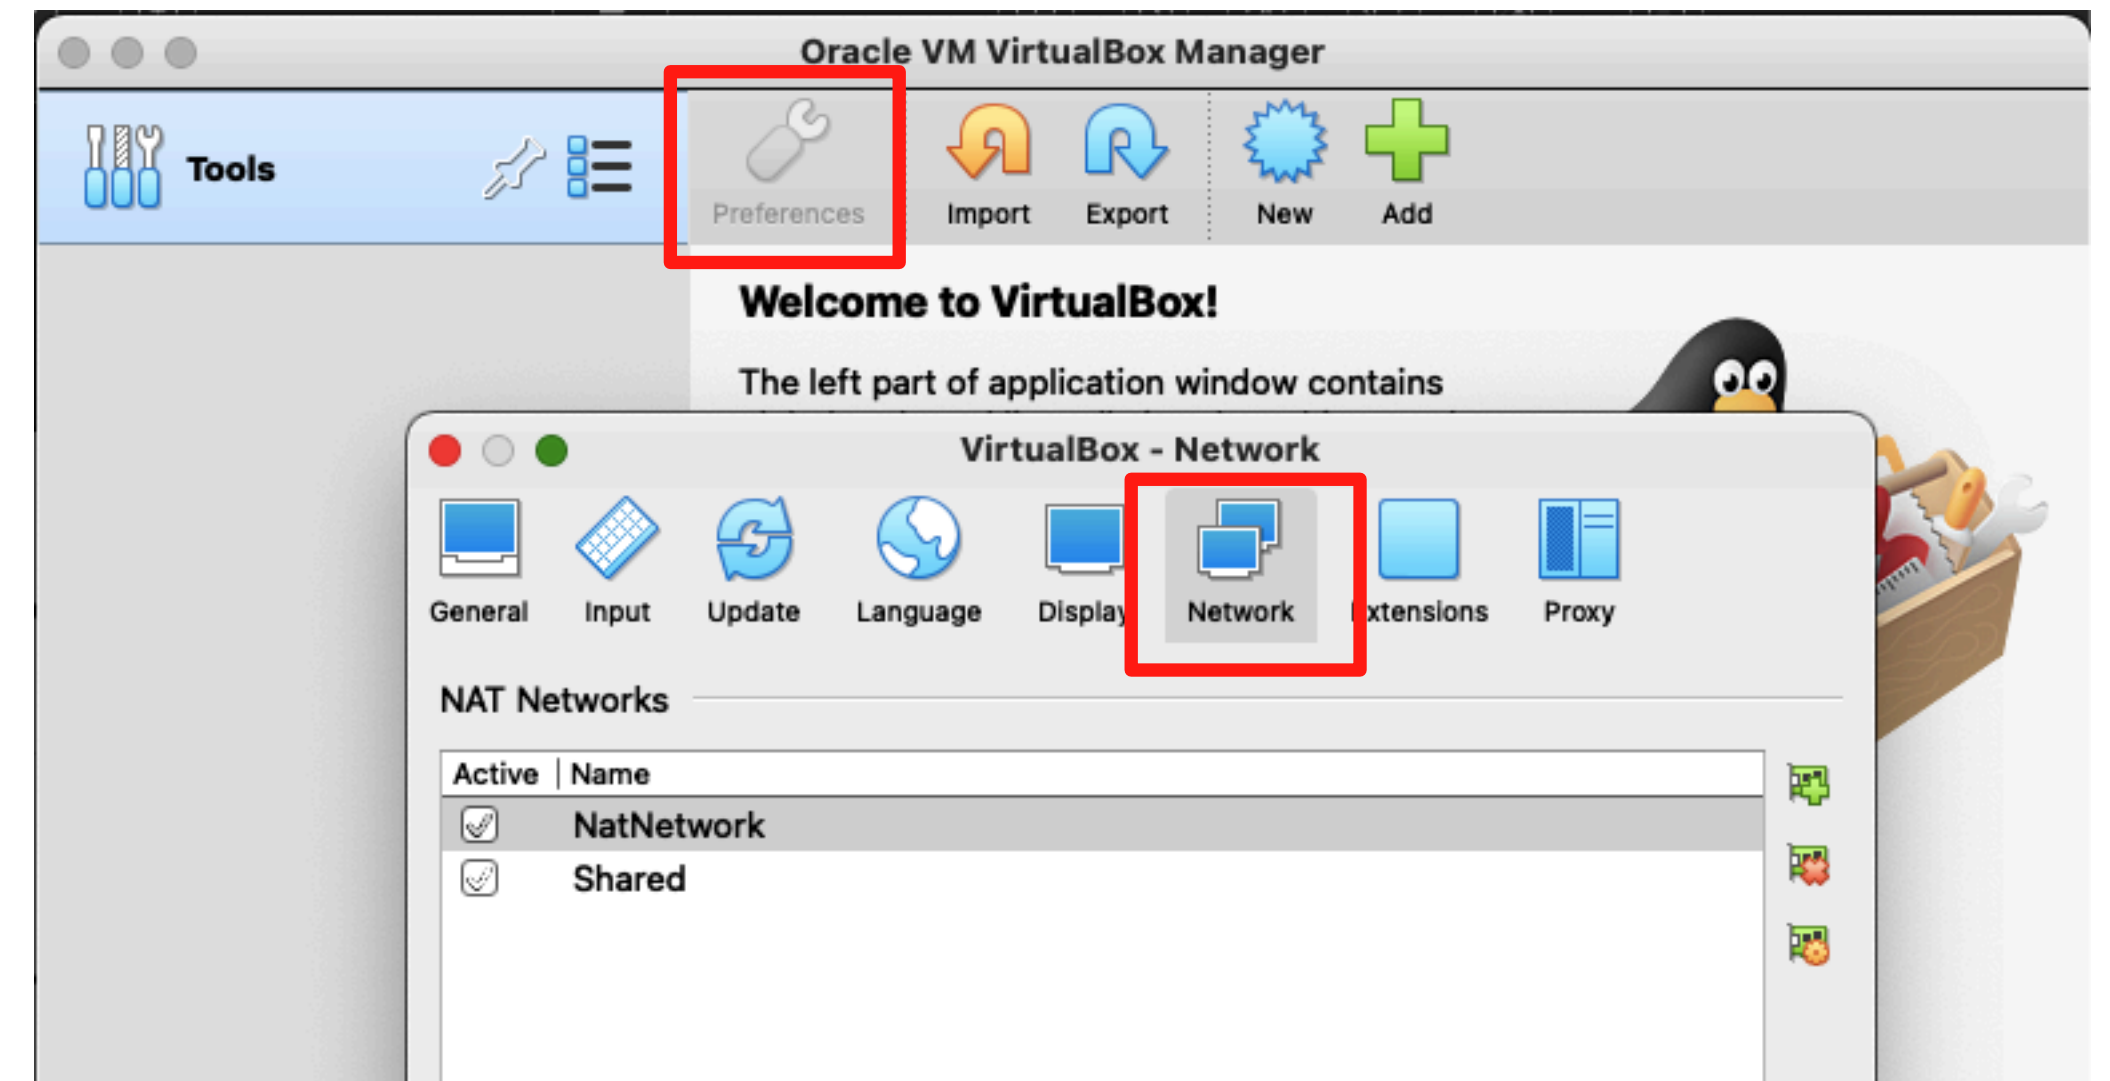 Oracle VM VirtualBox Manager
Tools
Preferences
Import
Export
New
Add
Welcome to VirtualBox!
The left part of application window contains
VirtualBox - Network
General
Input
Update
Language
Display
Network
Extensions
Proxy
NAT Networks
Active
Name
NatNetwork
Shared